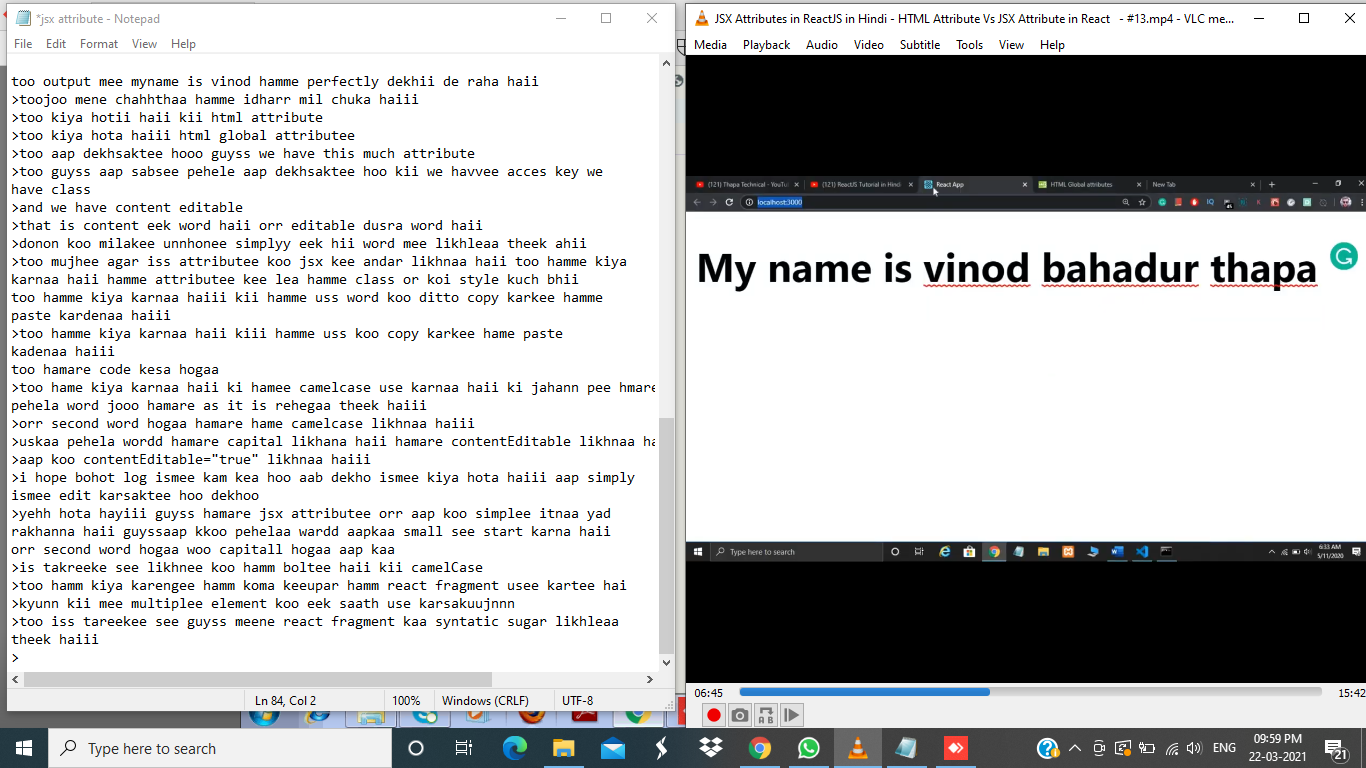 *jsx attribute - Notepad
File Edit Format View Help
too output mee myname is vinod hamme perfectly dekhii de raha haii
>toojoo mene chahhthaa hamme idharr mil chuka haiii
>too kiya hotii haii kii html attribute
>too kiya hota haiii html global attributee
>too aap dekhsaktee hooo guyss we have this much attribute
>too guyss aap sabsee pehele aap dekhsaktee hoo kii we havvee acces key we
have class
>and we have content editable
>that is content eek word haii orr editable dusra word haii
>donon koo milakee unnhonee simplyy eek hii word mee likhleaa theek ahii
>too mujhee agar iss attributee koo jsx kee andar likhnaa haii too hamme kiya
karnaa haii hamme attributee kee lea hamme class or koi style kuch bhii
too hamme kiya karnaa haiii kii hamme uss word koo ditto copy karkee hamme
paste kardenaa haiii
>too hamme kiya karnaa haii kiii hamme uss koo copy karkee hame paste
kadenaa haiii
too hamare code kesa hogaa
>too hame kiya karnaa haii ki hamee camelcase use karnaa haii ki jahann pee hmare
pehela word jooo hamare as it is rehegaa theek haiii
>orr second word hogaa hamare hame camelcase likhnaa haiii
>uskaa pehela wordd hamare capital likhana haii hamare contentEditable likhnaa ha
>aap koo contentEditable="true" likhnaa haiii
>i hope bohot log ismee kam kea hoo aab dekho ismee kiya hota haiii aap simply
ismee edit karsaktee hoo dekhoo
>yehh hota hayiii guyss hamare jsx attributee orr aap koo simplee itnaa yad
rakhanna haii guyssaap kkoo pehelaa wardd aapkaa small see start karna haii
orr second word hogaa woo capitall hogaa aap kaa
>is takreeke see likhnee koo hamm boltee haii kii camelCase
>too hamm kiya karengee hamm koma keeupar hamm react fragment usee kartee hai
>kyunn kii mee multiplee element koo eek saath use karsakuujnnn
>too iss tareekee see guyss meene react fragment kaa syntatic sugar likhleaa
theek haiii
>
Ln 84, Col 2 100% Windows (CRLF) UTF-8
JSX Attributes in ReactJS in Hindi - HTML Attribute Vs JSX Attribute in React - #13.mp4 - VLC me...
Media Playback Audio Video Subtitle Tools View Help
(121) Thapa Technical - YouTu (121) ReactJS Tutorial in Hindi React App HTML Global attributes New Tab
localhost:3000
My name is vinod bahadur thapa
Type here to search
6:33 AM
5/11/2020
06:45 15:42
Type here to search
ENG
09:59 PM
22-03-2021
21